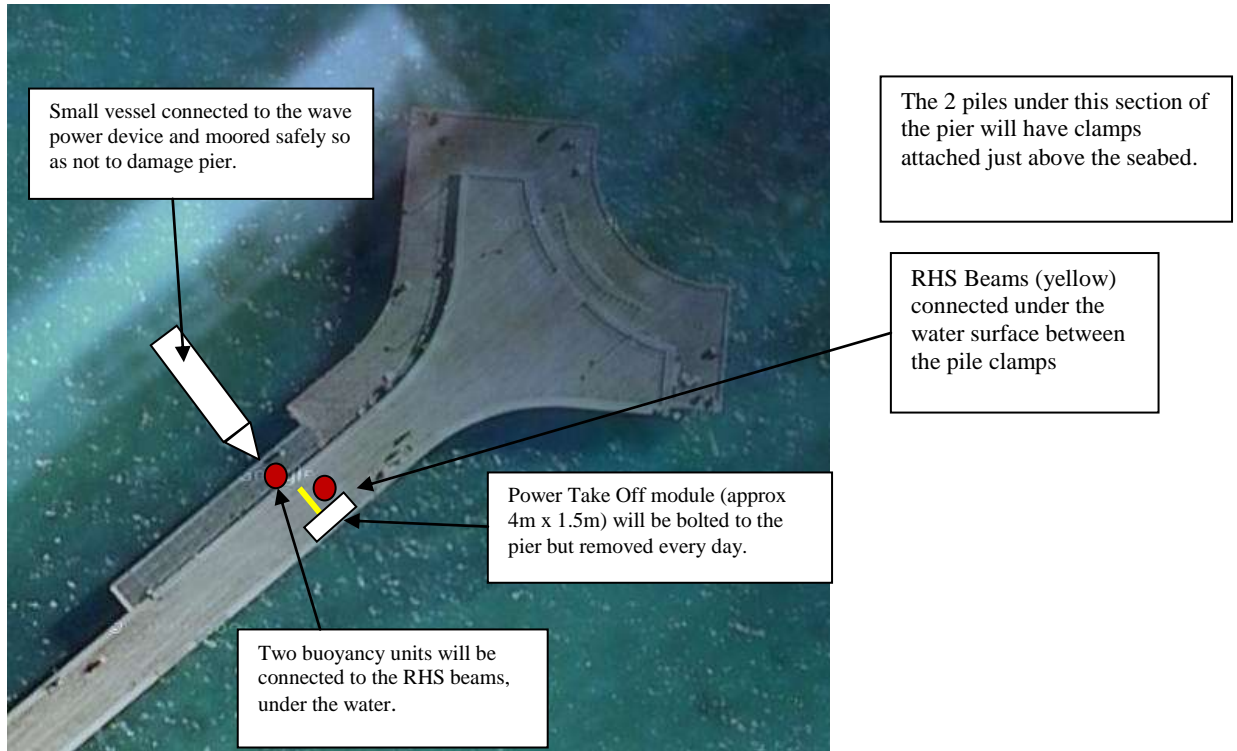 Small vessel connected to the wave
power device and moored safely so
as not to damage pier.
The 2 piles under this section of
the pier will have clamps
attached just above the seabed.
RHS Beams (yellow)
connected under the
water surface between
the pile clamps
Google
Power Take Off module (approx
4m x 1.5m) will be bolted to the
pier but removed every day.
Two buoyancy units will be
connected to the RHS beams,
under the water.